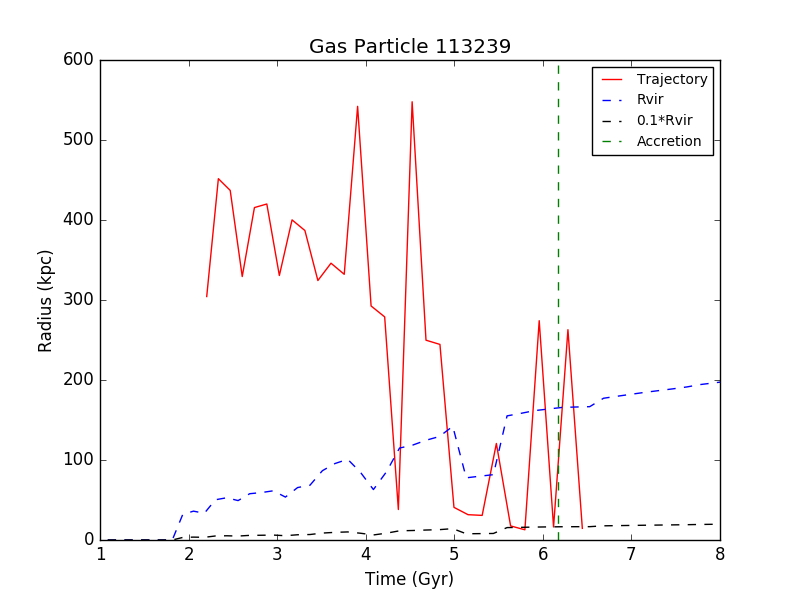 Gas Particle 113239
Trajectory
Rvir
0.1*Rvir
Accretion
600
500
400
300
200
100
0
Radius (kpc)
1 2 3 4 5 6 7 8
Time (Gyr)